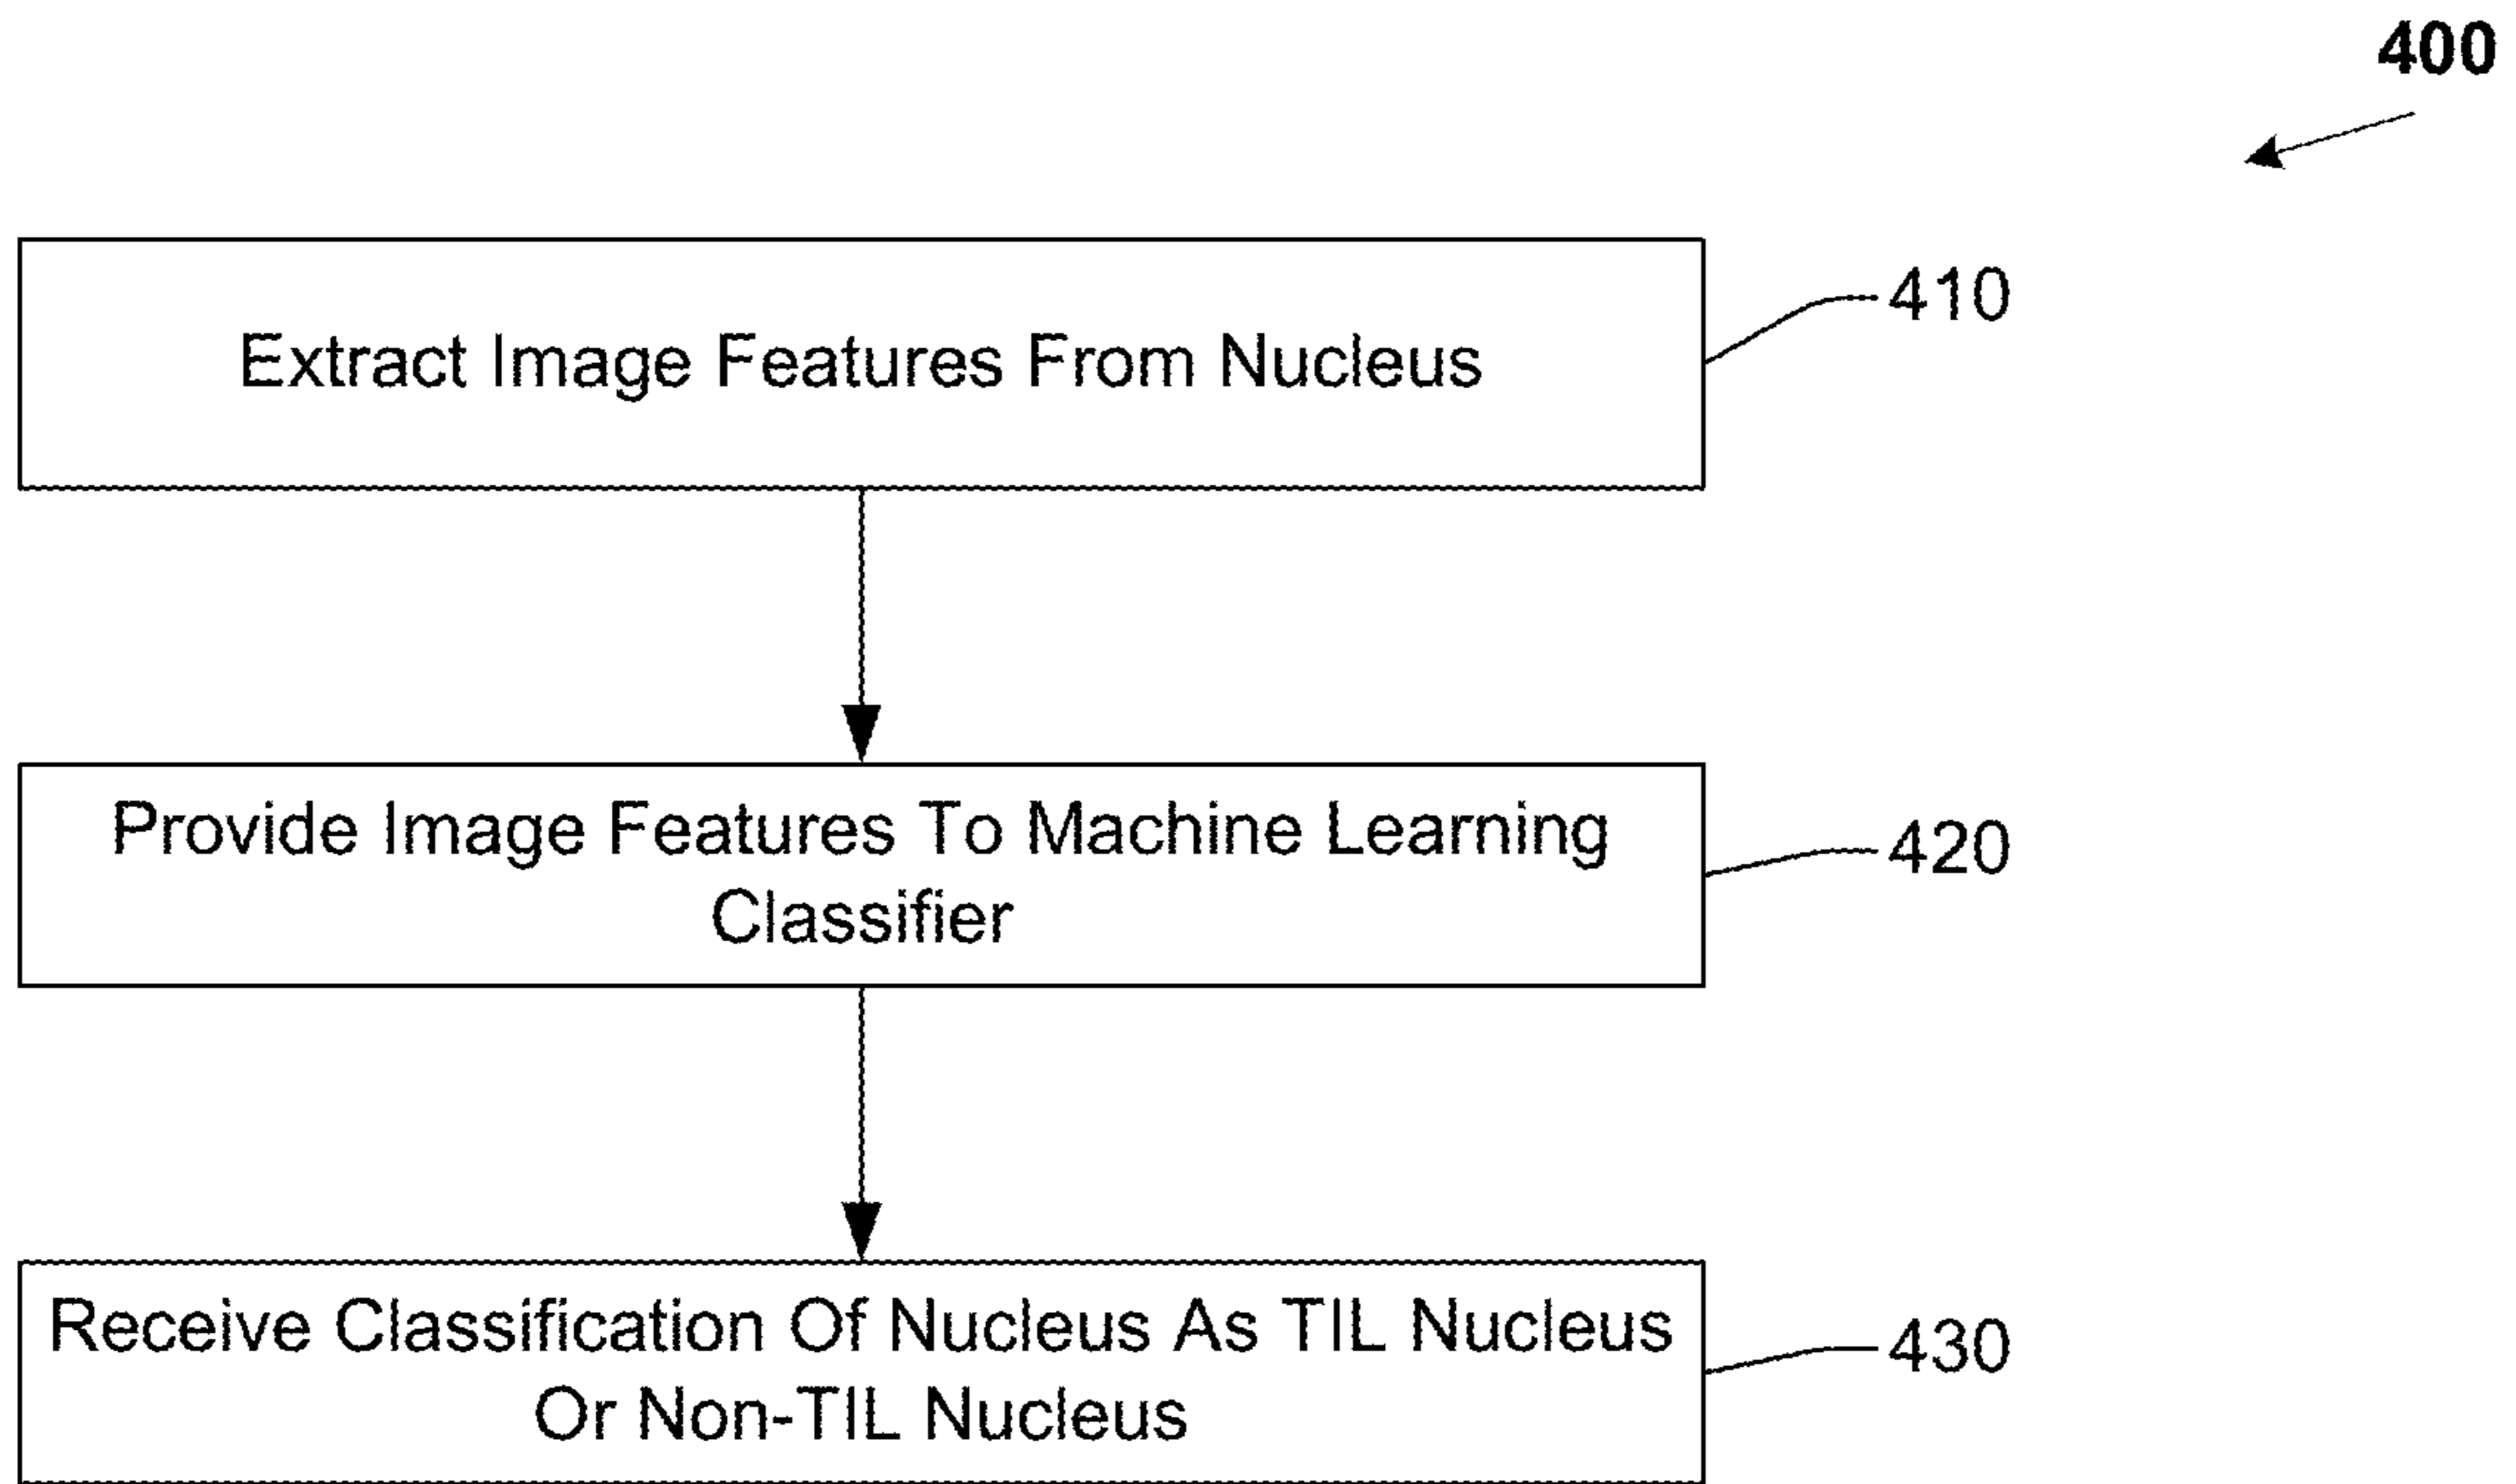 400
Extract Image Features From Nucleus
410
Provide Image Features To Machine Learning
Classifier
420
Receive Classification Of Nucleus As TIL Nucleus
Or Non-TIL Nucleus
430